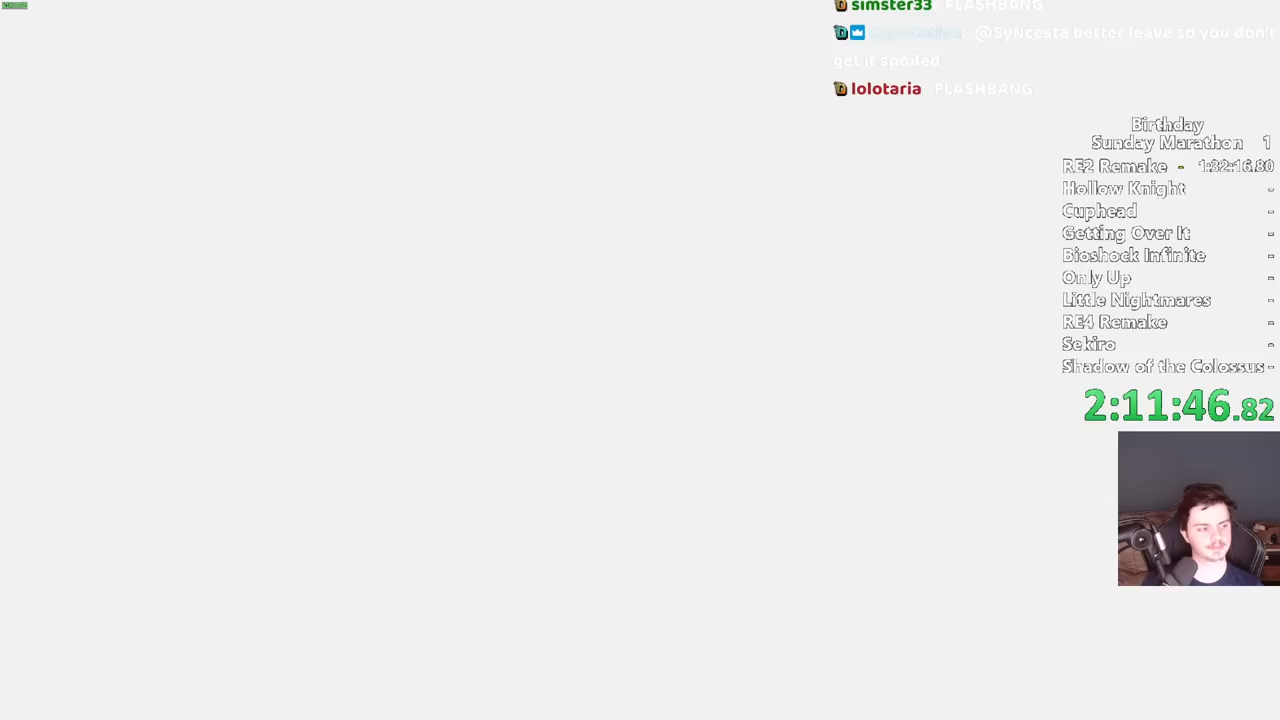 simster33 FLASHBANG
: @SyNcesta better leave so you don't
get it spoiled
lolotaria FLASHBANG
Birthday
Sunday Marathon 1
RE2 Remake - 1:32:16.80
Hollow Knight -
Cuphead -
Getting Over It -
Bioshock Infinite -
Only Up -
Little Nightmares -
RE4 Remake -
Sekiro -
Shadow of the Colossus -
2:11:46.82